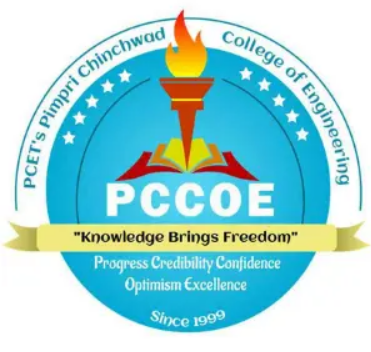 PCET's Pimpri Chinchwad College of Engineering
PCCOE
"Knowledge Brings Freedom"
Progress Credibility Confidence
Optimism Excellence
Since 1999